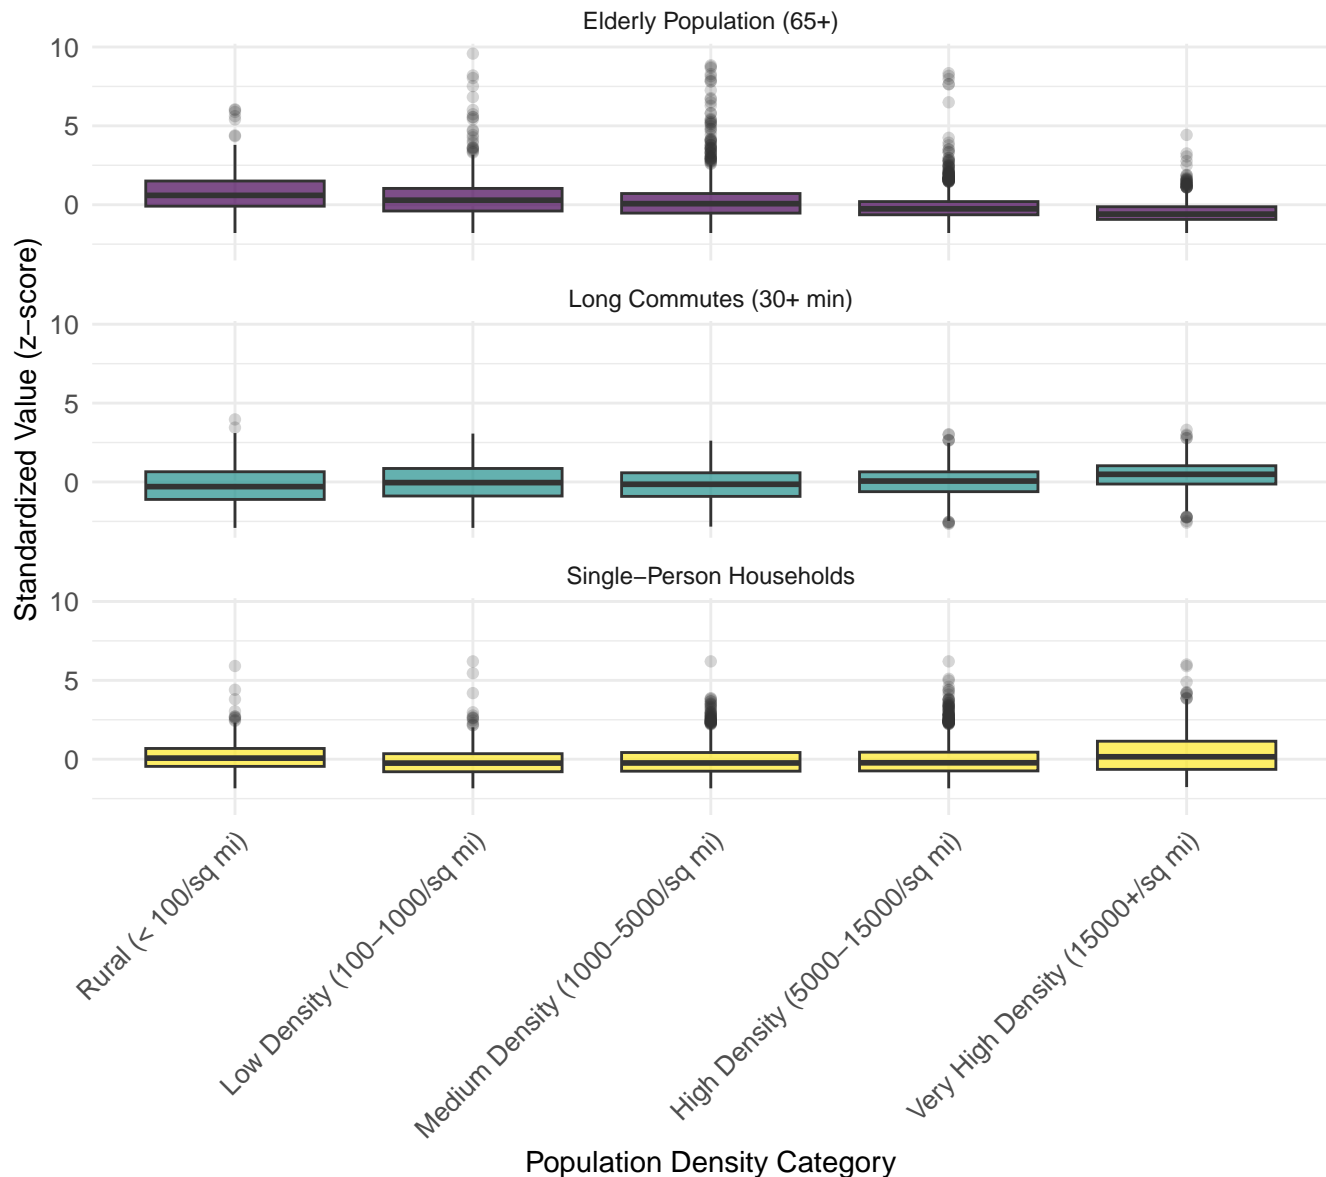 Elderly Population (65+)
10
5
0
Long Commutes (30+ min)
10
5
0
Single−Person Households
10
5
0
Standardized Value (z−score)
Rural (< 100/sq mi)
Low Density (100−1000/sq mi)
Medium Density (1000−5000/sq mi)
High Density (5000−15000/sq mi)
Very High Density (15000+/sq mi)
Population Density Category